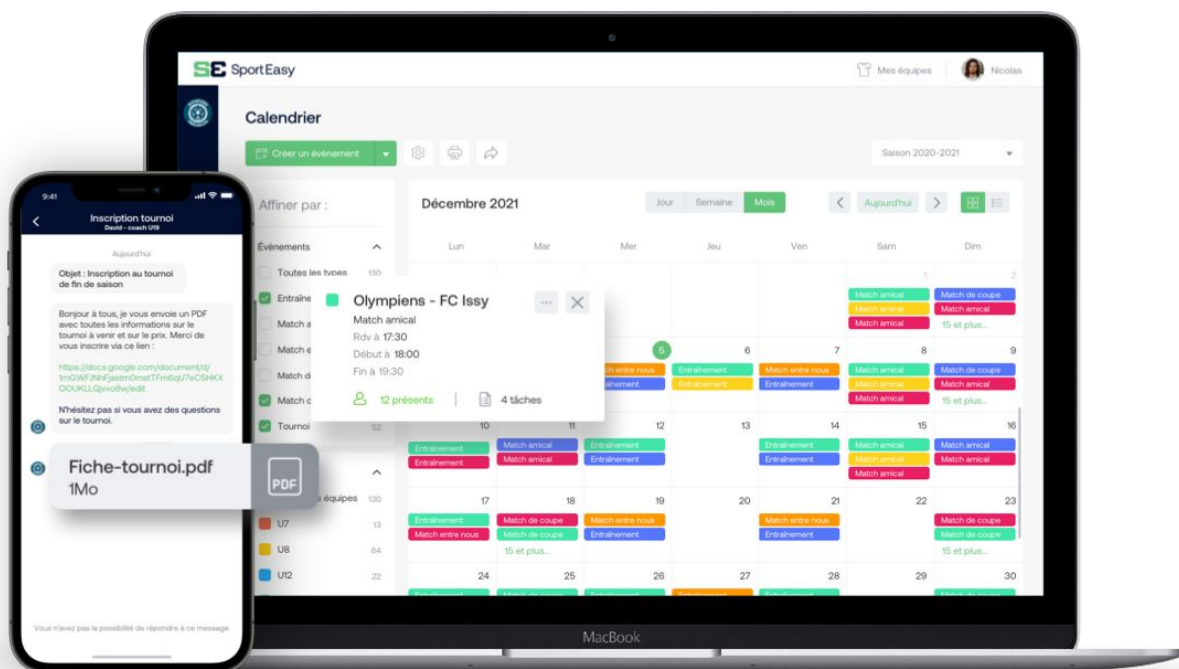 SE SportEasy
Mes équipes
Nicolas
Calendrier
Créer un évènement
Saison 2020-2021
Affiner par :
Décembre 2021
Jour Semaine Mois
Aujourd'hui
Évènements
Lun Mar Mer Jeu Ven Sam Dim
Toutes les types 130
Entraîne
Match a
Match e
Match d
Match c
Tournoi 52
équipes 130
U7 13
U8 64
U12 22
Olympiens - FC Issy
Match amical
Rdv à 17:30
Début à 18:00
Fin à 19:30
12 présents
4 tâches
1 2
Match amical Match de coupe
Match amical Match amical
Match amical 15 et plus...
5 6 7 8 9
Entraînement Match entre nous Match amical Match de coupe
Entraînement Entraînement Match amical Match amical
Match amical 15 et plus...
10 11 12 13 14 15 16
Entraînement Match amical Entraînement Entraînement Match amical Match amical
Entraînement Match amical Entraînement Entraînement Match amical Match amical
Match amical
17 18 19 20 21 22 23
Entraînement Match de coupe Match entre nous Match entre nous Match de coupe
Match entre nous Match de coupe Entraînement Entraînement Match de coupe
15 et plus... 15 et plus...
24 25 26 27 28 29 30
MacBook
9:41
Inscription tournoi
David - coach U19
Aujourd'hui
Objet : Inscription au tournoi
de fin de saison
Bonjour à tous, je vous envoie un PDF
avec toutes les informations sur le
tournoi à venir et sur le prix. Merci de
vous inscrire via ce lien :
https://docs.google.com/document/d/
N'hésitez pas si vous avez des questions
sur le tournoi.
Fiche-tournoi.pdf
1Mo
PDF
Vous n'avez pas la possibilité de répondre à ce message